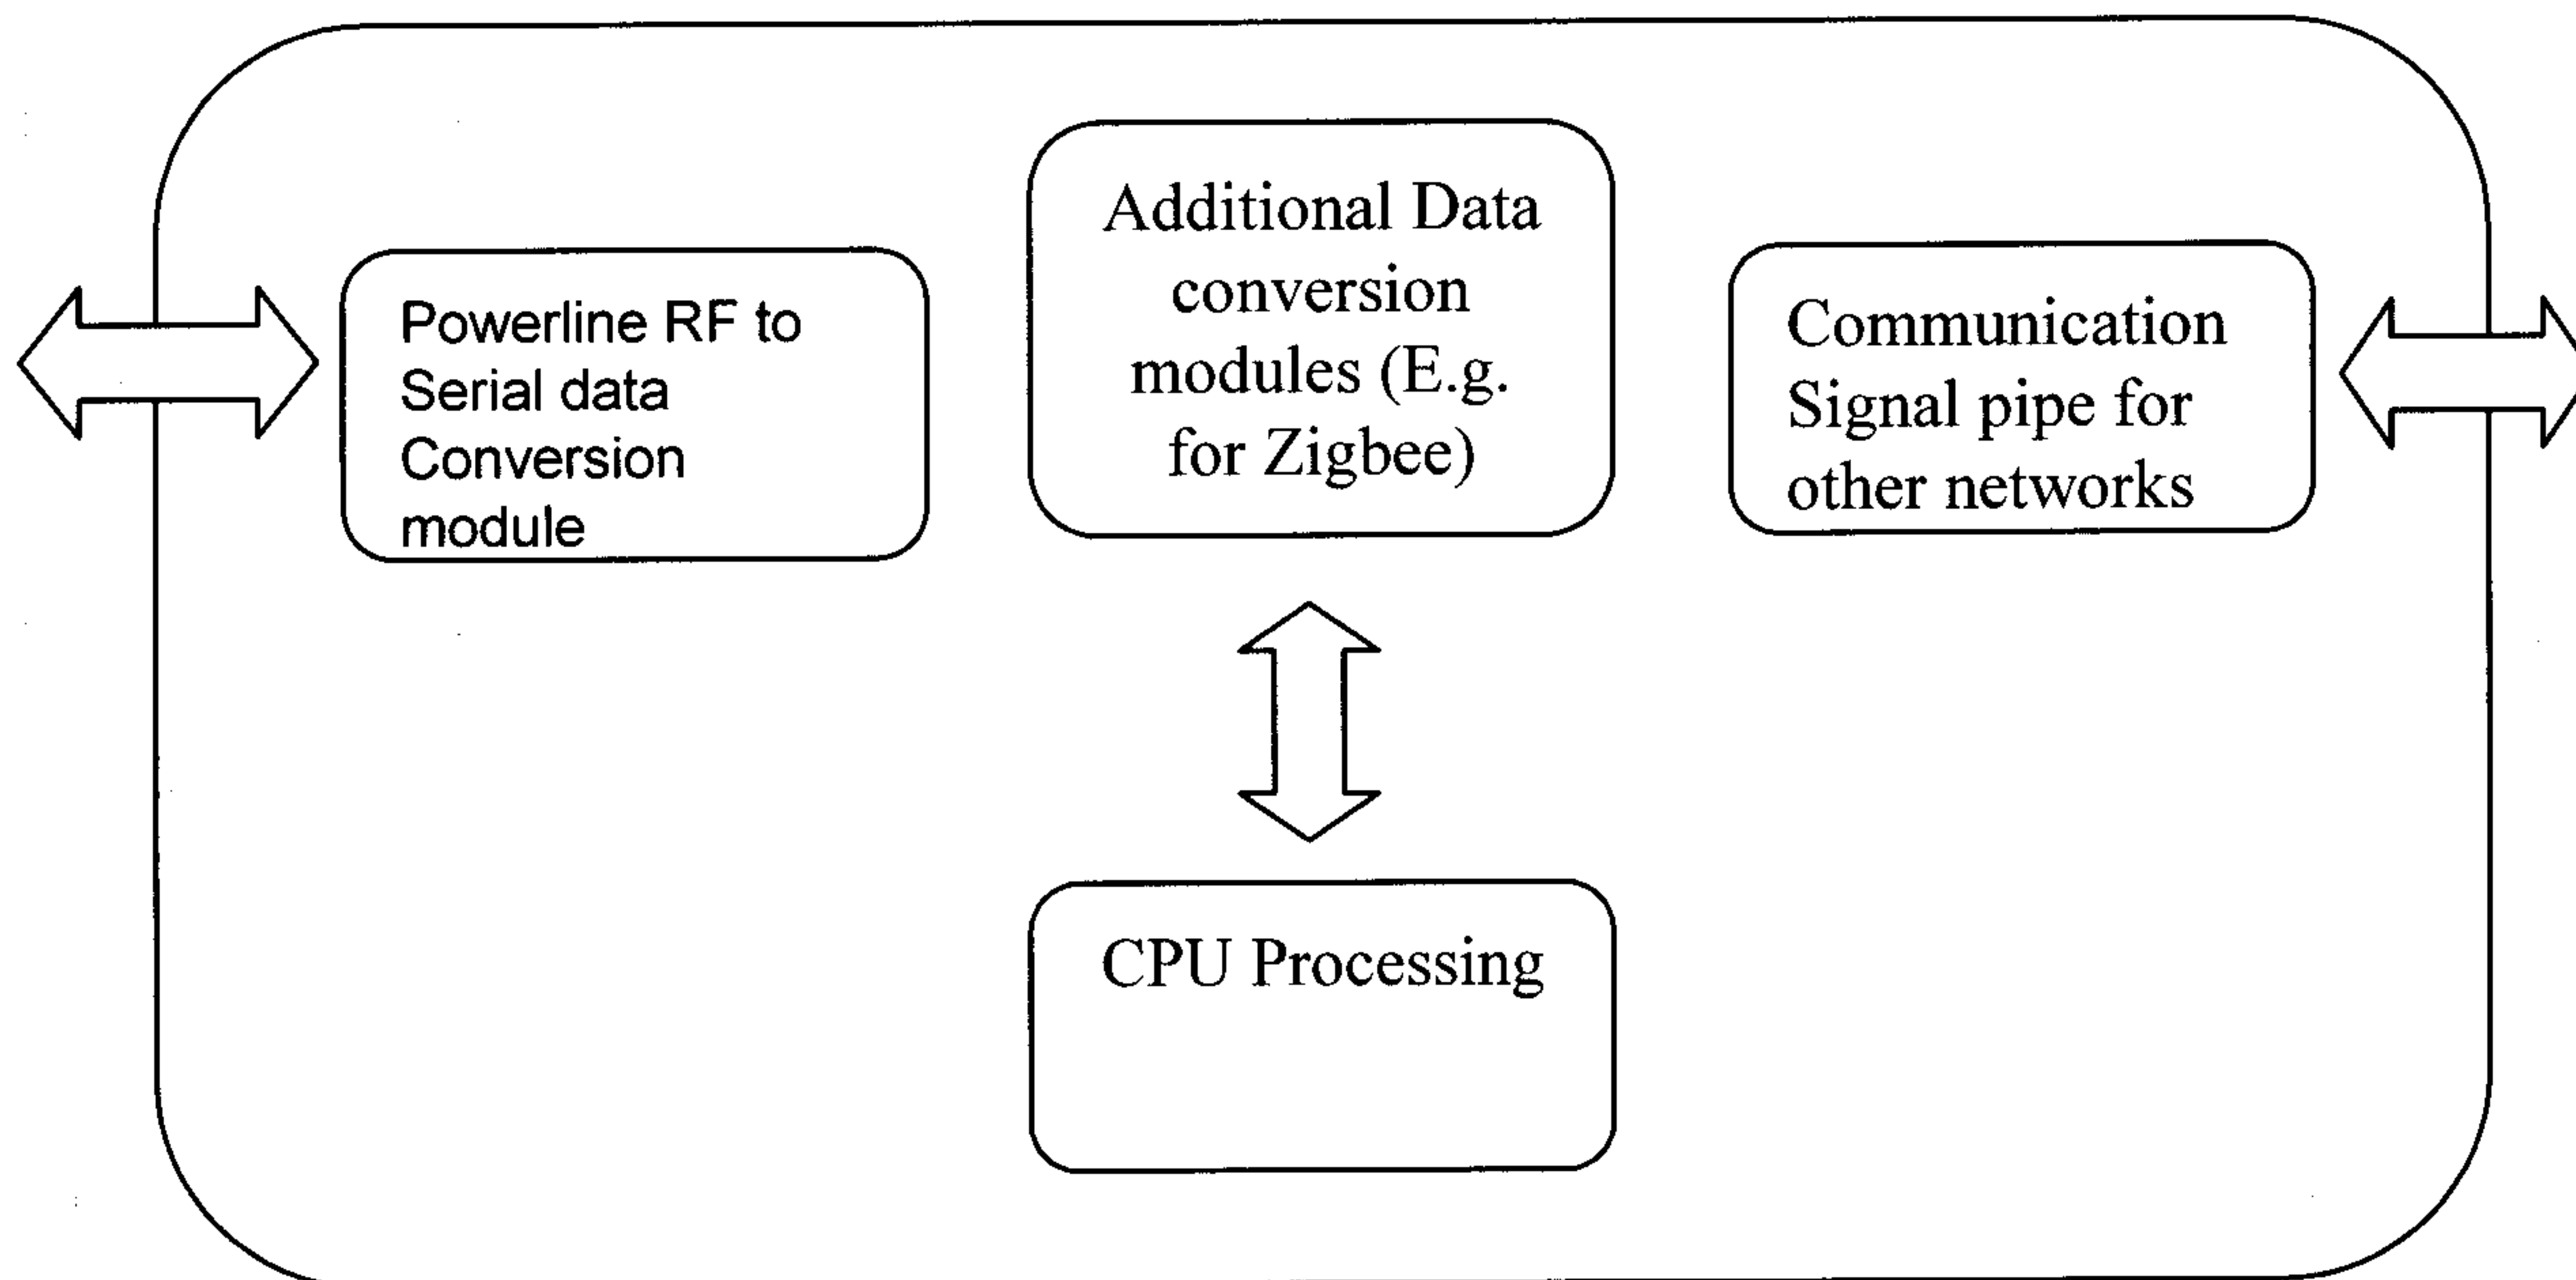 Powerline RF to
Serial data
Conversion
module
Additional Data
conversion
modules (E.g.
for Zigbee)
Communication
Signal pipe for
other networks
CPU Processing